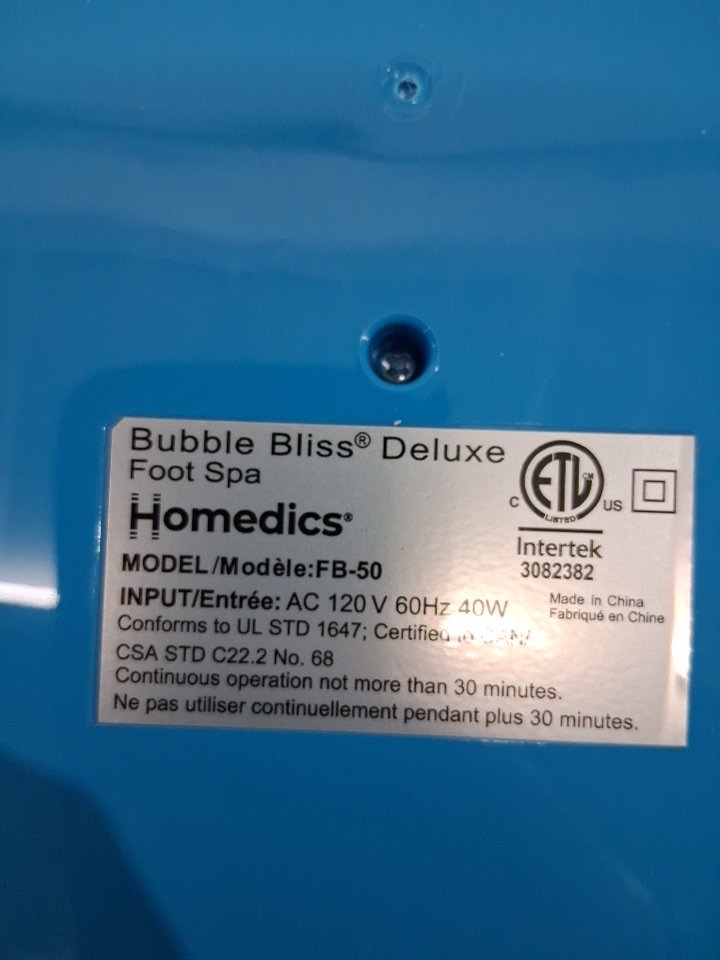 Bubble Bliss® Deluxe
Foot Spa
Homedics®
MODEL/Modèle:FB-50
INPUT/Entrée: AC 120 V 60Hz 40W
Conforms to UL STD 1647; Certified to CAN/
CSA STD C22.2 No. 68
Continuous operation not more than 30 minutes.
Ne pas utiliser continuellement pendant plus 30 minutes.
ETL CM
C US
LISTED
Intertek
3082382
Made in China
Fabriqué en Chine